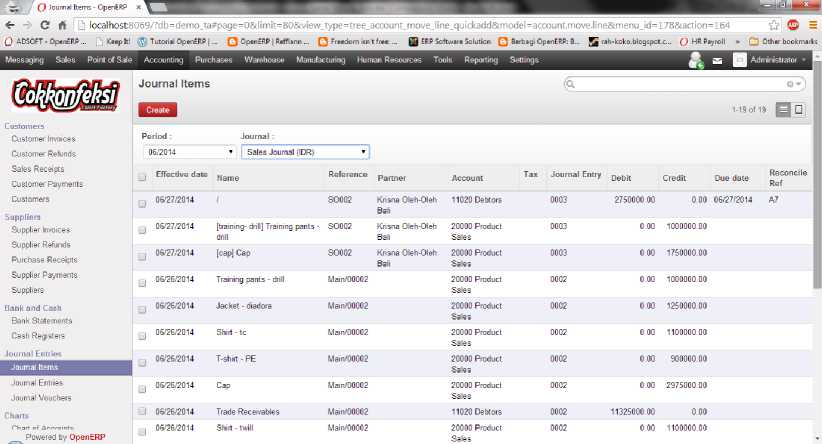 Journal Items - OpenERP
localhost:8069/?db=demo_ta#page=0&limit=80&view_type=tree_account_move_line_quickadd&model=account.move.line&menu_id=178&action=164
ADSOFT - OpenERP ... Keep It! Tutorial OpenERP | ... OpenERP | Raffiann ... Freedom isn't free: ... ERP Software Solution Berbagi OpenERP: B... rah-koko.blogspot.c... HR Payroll » Other bookmarks
Messaging Sales Point of Sale Accounting Purchases Warehouse Manufacturing Human Resources Tools Reporting Settings Administrator
Cokkonfeksi
Journal Items
Create
1-19 of 19
Customers
Customer Invoices
Customer Refunds
Sales Receipts
Customer Payments
Customers
Suppliers
Supplier Invoices
Supplier Refunds
Purchase Receipts
Supplier Payments
Suppliers
Bank and Cash
Bank Statements
Cash Registers
Journal Entries
Journal Items
Journal Entries
Journal Vouchers
Charts
Chart of Accounts
Powered by OpenERP
Period : Journal :
06/2014 Sales Journal (IDR)
Effective date Name Reference Partner Account Tax Journal Entry Debit Credit Due date Reconcile Ref
06/27/2014 / SO002 Krisna Oleh-Oleh Bali 11020 Debtors 0003 2750000.00 0.00 06/27/2014 A7
06/27/2014 [training- drill] Training pants - drill SO002 Krisna Oleh-Oleh Bali 20000 Product Sales 0003 0.00 1000000.00
06/27/2014 [cap] Cap SO002 Krisna Oleh-Oleh Bali 20000 Product Sales 0003 0.00 1750000.00
06/26/2014 Training pants - drill Main/00002 20000 Product Sales 0002 0.00 1000000.00
06/26/2014 Jacket - diadora Main/00002 20000 Product Sales 0002 0.00 1250000.00
06/26/2014 Shirt - tc Main/00002 20000 Product Sales 0002 0.00 1100000.00
06/26/2014 T-shirt - PE Main/00002 20000 Product Sales 0002 0.00 900000.00
06/26/2014 Cap Main/00002 20000 Product Sales 0002 0.00 2975000.00
06/26/2014 Trade Receivables Main/00002 11020 Debtors 0002 11325000.00 0.00
06/26/2014 Shirt - twill Main/00002 20000 Product Sales 0002 0.00 1100000.00